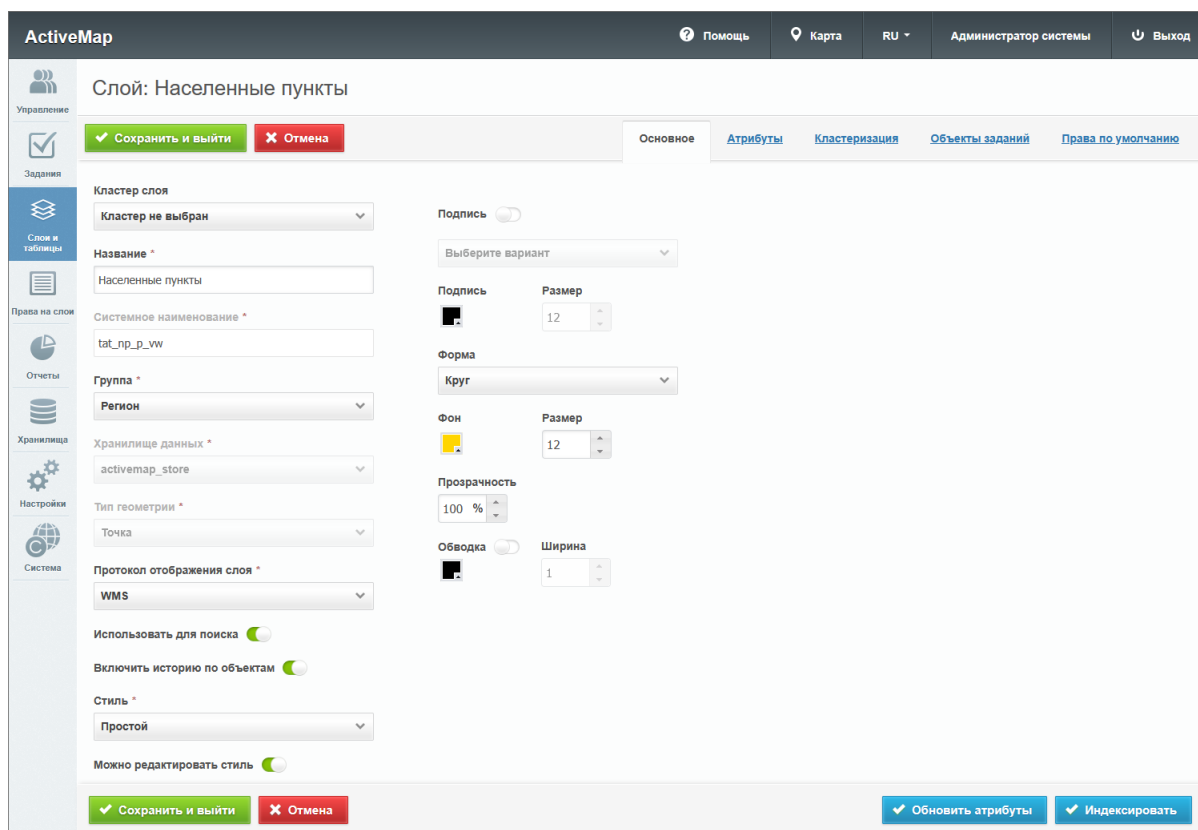 ActiveMap
Помощь
Карта
RU
Администратор системы
Выход
Управление
Задания
Слои и
таблицы
Права на слои
Отчеты
Хранилища
Настройки
Система
Слой: Населенные пункты
Сохранить и выйти
Отмена
Основное
Атрибуты
Кластеризация
Объекты заданий
Права по умолчанию
Кластер слоя
Кластер не выбран
Название *
Населенные пункты
Системное наименование *
tat_np_p_vw
Группа *
Регион
Хранилище данных *
activemap_store
Тип геометрии *
Точка
Протокол отображения слоя *
WMS
Использовать для поиска
Включить историю по объектам
Стиль *
Простой
Можно редактировать стиль
Подпись
Выберите вариант
Подпись Размер
12
Форма
Круг
Фон Размер
12
Прозрачность
100 %
Обводка Ширина
1
Сохранить и выйти
Отмена
Обновить атрибуты
Индексировать